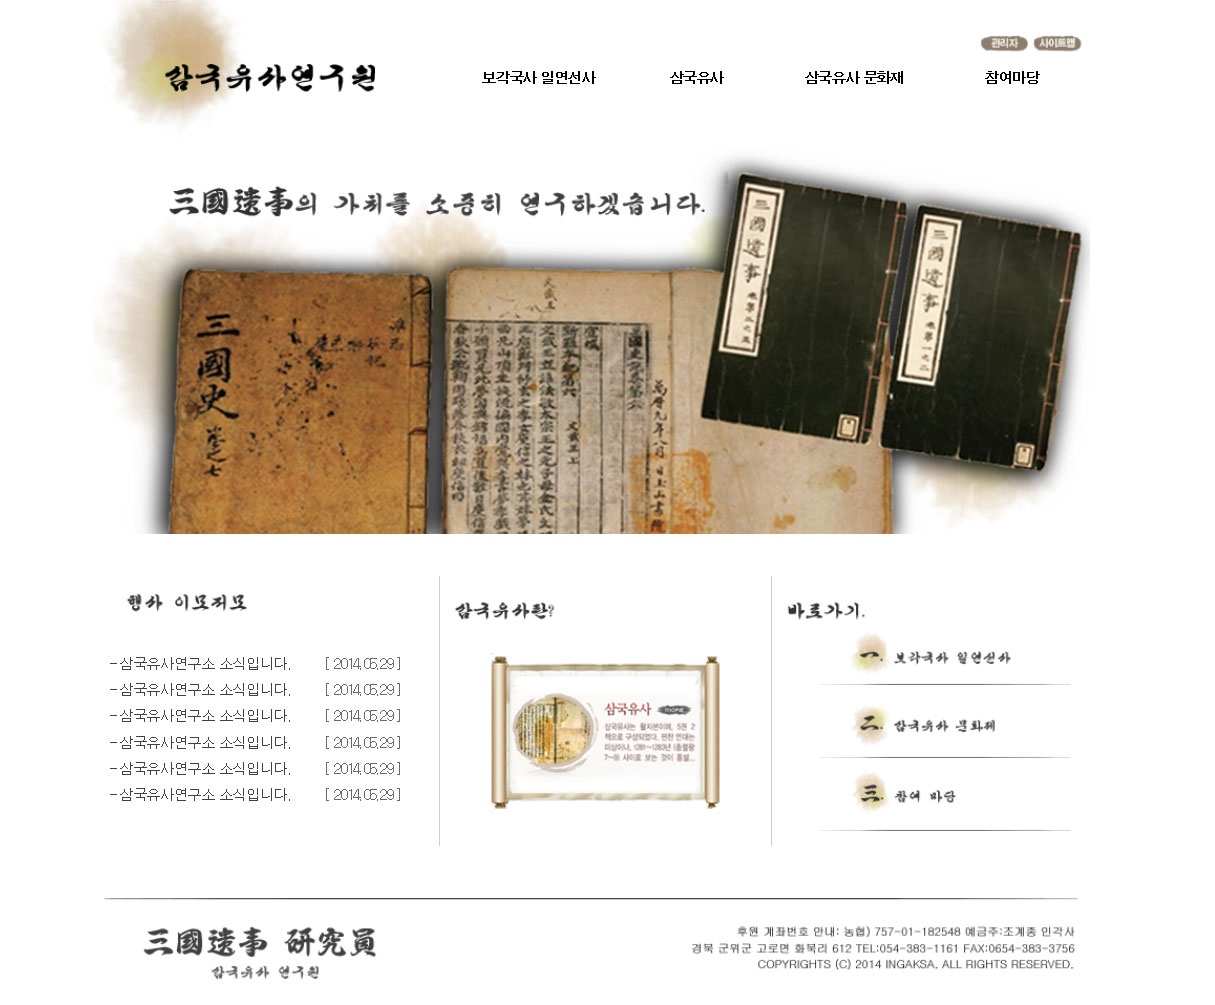 관리자 사이트맵
삼국유사연구원
보각국사 일연선사 삼국유사 삼국유사 문화재 참여마당
三國遗事의 가치를 소중히 연구하겠습니다.
三國遺事
三國遺事
三國史
萬曆九年八月 日玉山書院
행사 이모저모
- 삼국유사연구소 소식입니다. [ 2014.05.29 ]
- 삼국유사연구소 소식입니다. [ 2014.05.29 ]
- 삼국유사연구소 소식입니다. [ 2014.05.29 ]
- 삼국유사연구소 소식입니다. [ 2014.05.29 ]
- 삼국유사연구소 소식입니다. [ 2014.05.29 ]
- 삼국유사연구소 소식입니다. [ 2014.05.29 ]
삼국유사란?
삼국유사 MORE
삼국유사는 활자본이며, 5권 2
책으로 구성되었다. 편찬 연대는
미상이나, 1281~1283년 (충렬왕
7~9) 사이로 보는 것이 통설...
바로가기.
一. 보각국사 일연선사
二. 삼국유사 문화제
三. 참여 마당
三國遗事 研究員
삼국유사 연구원
후원 계좌번호 안내: 농협) 757-01-182548 예금주:조계종 인각사
경북 군위군 고로면 화북리 612 TEL:054-383-1161 FAX:0654-383-3756
COPYRIGHTS (C) 2014 INGAKSA. ALL RIGHTS RESERVED.